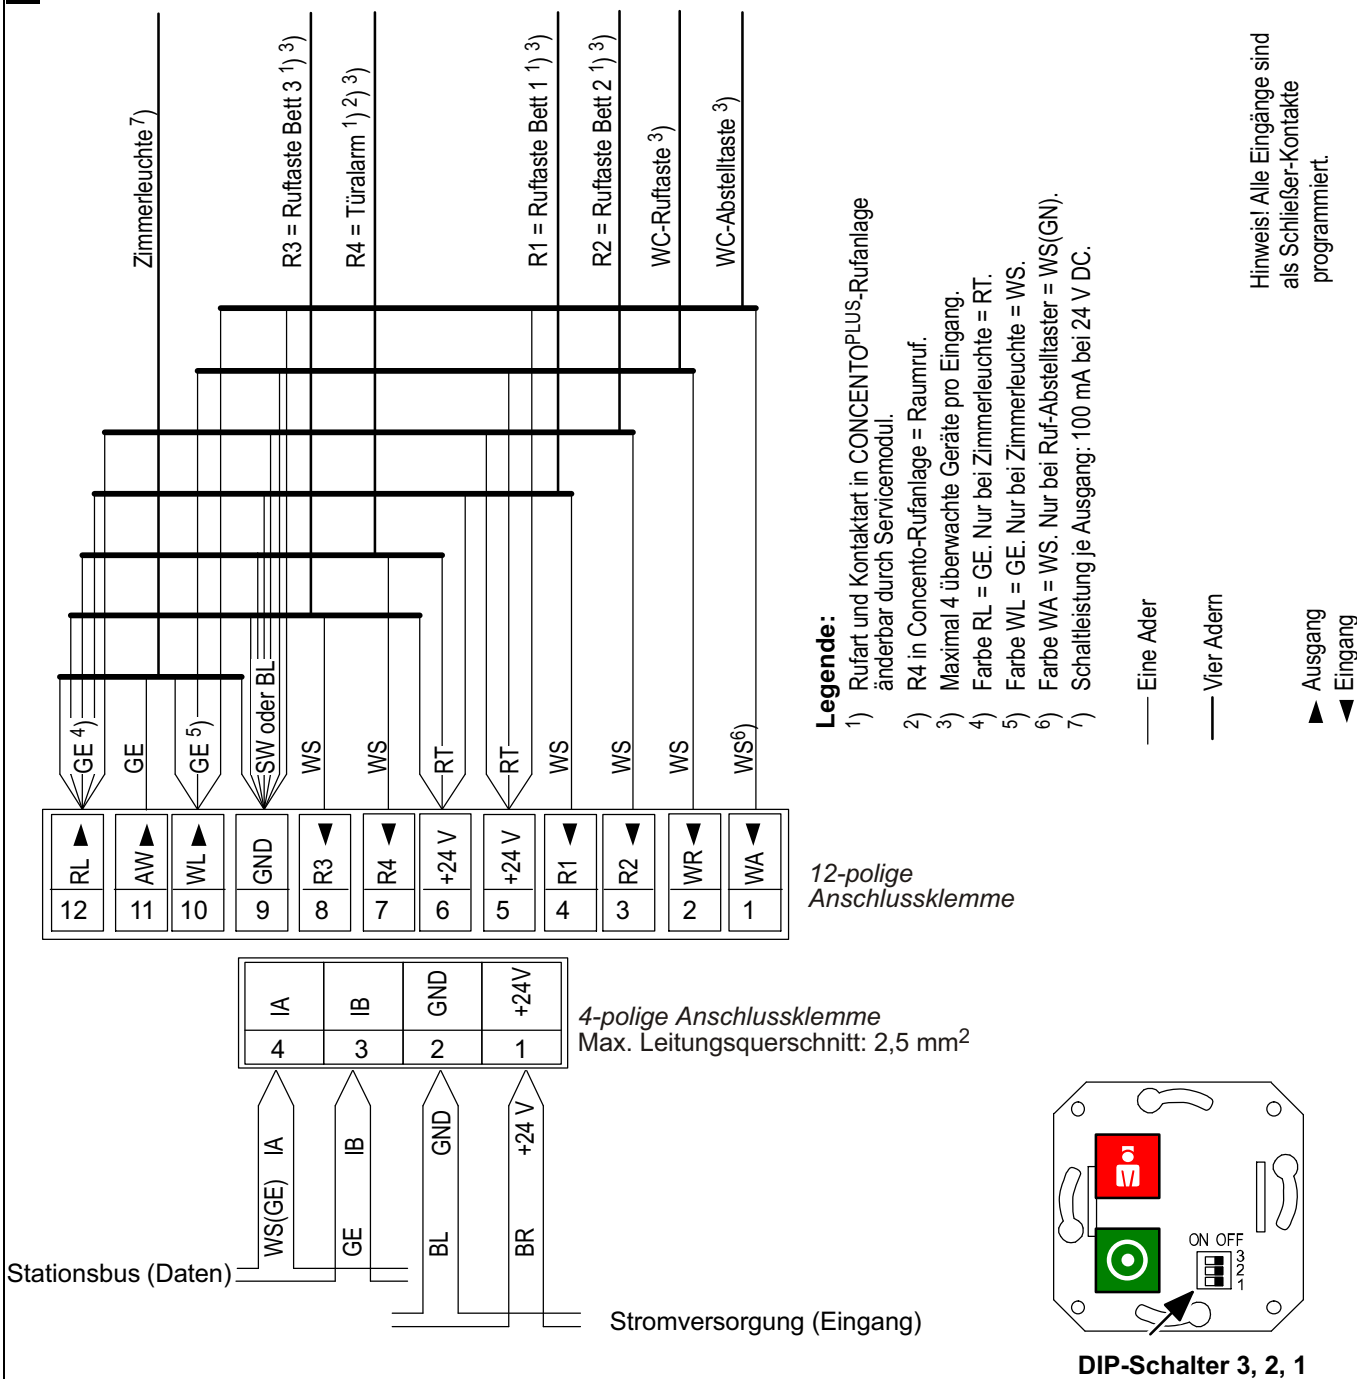 Zimmerleuchte 7)
R3 = Ruftaste Bett 3 1) 3)
R4 = Türalarm 1) 2) 3)
R1 = Ruftaste Bett 1 1) 3)
R2 = Ruftaste Bett 2 1) 3)
WC-Ruftaste 3)
WC-Abstelltaste 3)
Legende:
1) Rufart und Kontaktart in CONCENTOPLUS-Rufanlage
änderbar durch Servicemodul.
2) R4 in Concento-Rufanlage = Raumruf.
3) Maximal 4 überwachte Geräte pro Eingang.
4) Farbe RL = GE. Nur bei Zimmerleuchte = RT.
5) Farbe WL = GE. Nur bei Zimmerleuchte = WS.
6) Farbe WA = WS. Nur bei Ruf-Abstelltaster = WS(GN).
7) Schaltleistung je Ausgang: 100 mA bei 24 V DC.
Eine Ader
Vier Adern
Ausgang
Eingang
Hinweis! Alle Eingänge sind
als Schließer-Kontakte
programmiert.
GE 4)
GE
GE 5)
SW oder BL
WS
WS
RT
RT
WS
WS
WS
WS6)
RL
AW
WL
GND
R3
R4
+24 V
+24 V
R1
R2
WR
WA
12 11 10 9 8 7 6 5 4 3 2 1
12-polige
Anschlussklemme
IA
IB
GND
+24V
4 3 2 1
4-polige Anschlussklemme
Max. Leitungsquerschnitt: 2,5 mm2
WS(GE) IA
GE IB
BL GND
BR +24 V
Stationsbus (Daten)
Stromversorgung (Eingang)
ON OFF
3
2
1
DIP-Schalter 3, 2, 1